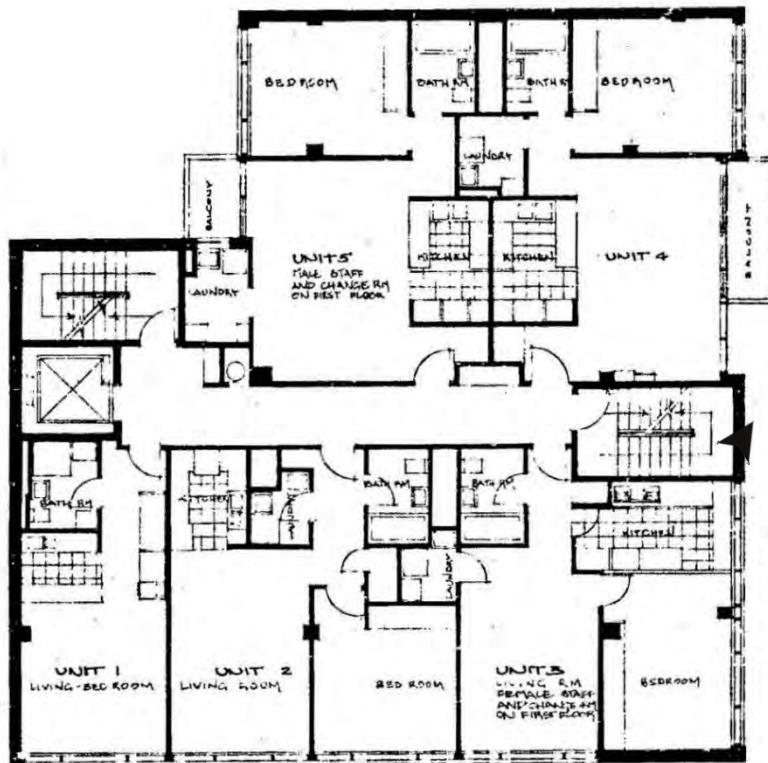 BEDROOM
BATH RM
BATH RM
BEDROOM
LAUNDRY
BALCONY
BALCONY
UNIT 5
MALE STAFF
AND CHANGE RM
ON FIRST FLOOR
KITCHEN
KITCHEN
UNIT 4
LAUNDRY
BATH RM
KITCHEN
LAUNDRY
BATH RM
BATH RM
KITCHEN
LAUNDRY
UNIT 1
LIVING-BEDROOM
UNIT 2
LIVING ROOM
BED ROOM
UNIT 3
LIVING RM
FEMALE STAFF
AND CHANGE RM
ON FIRST FLOOR
BEDROOM